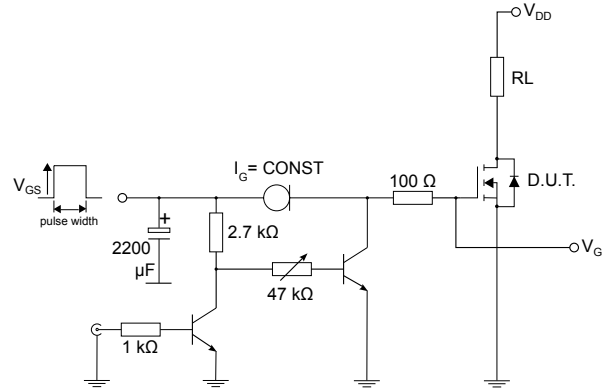 V_DD
RL
I_G= CONST
100 Ω
D.U.T.
V_GS
pulse width
+
2200
μF
2.7 kΩ
47 kΩ
V_G
1 kΩ